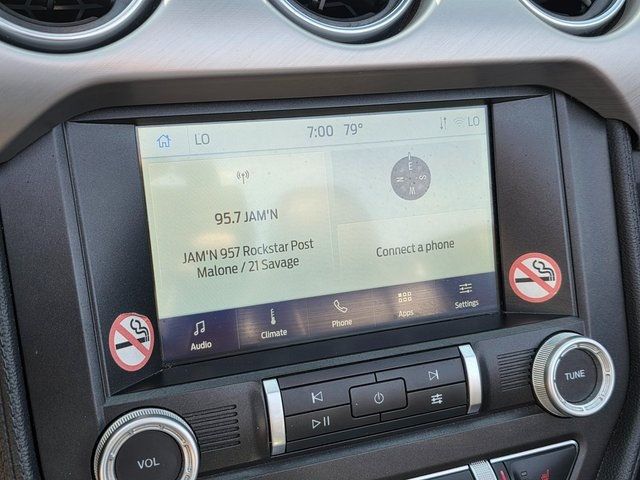 LO 7:00 79° LO
95.7 JAM'N
JAM'N 957 Rockstar Post
Malone / 21 Savage
E
N S
W
Connect a phone
Audio Climate Phone Apps Settings
VOL
TUNE